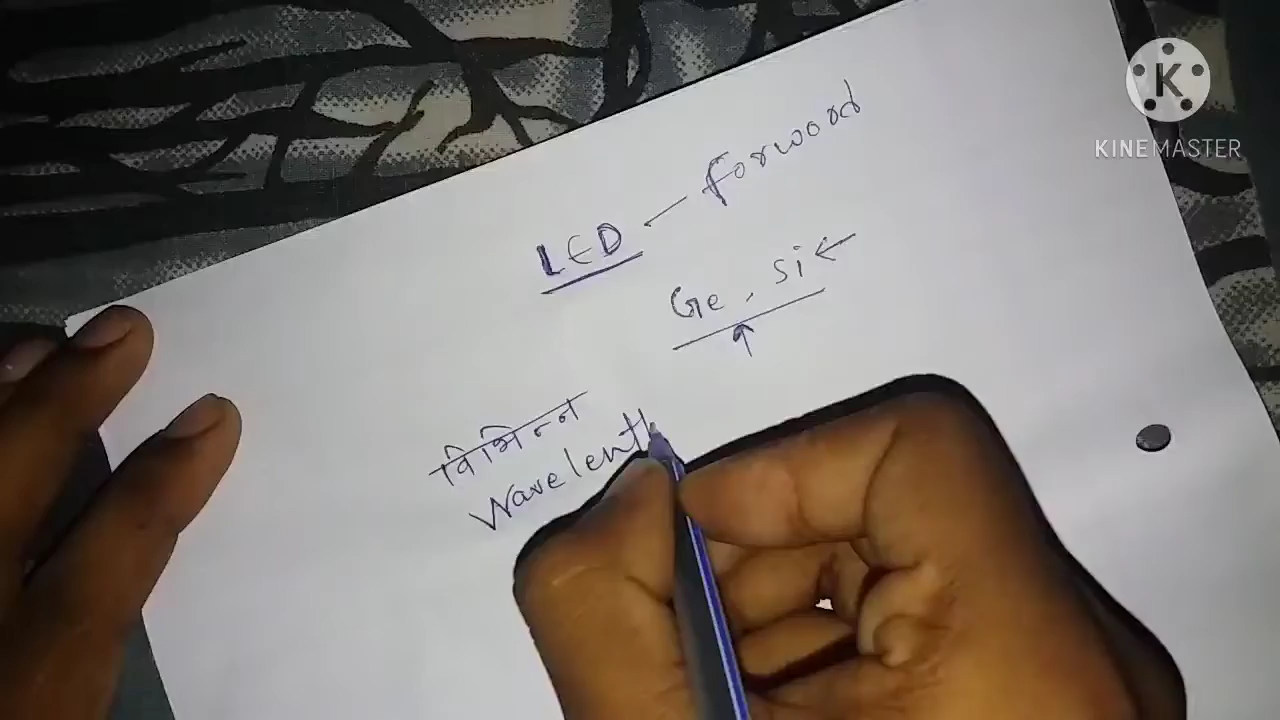 LED - Forword
Ge, Si ←
↑
विभिन्न
Wavelenth
KINEMASTER